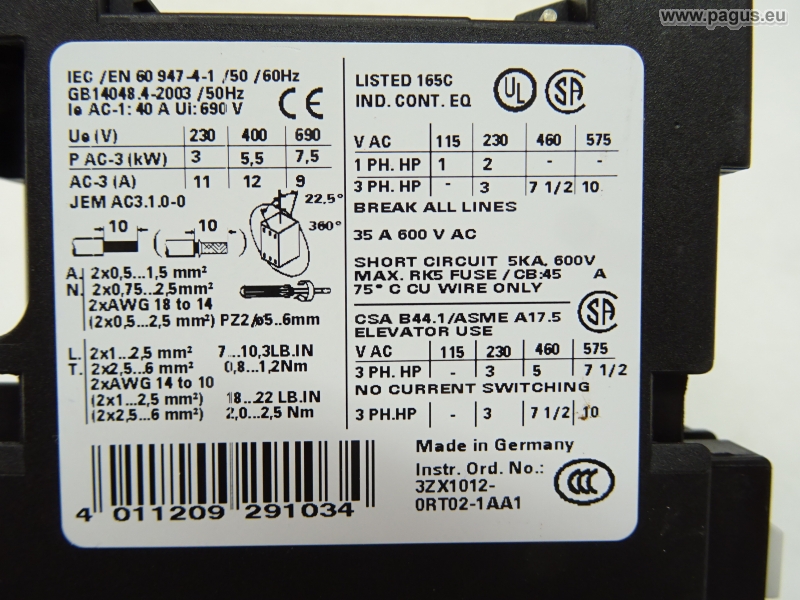 www.pagus.eu
IEC /EN 60 947-4-1 /50 /60Hz
GB14048.4-2003 /50Hz
Ie AC-1: 40 A Ui: 690 V
CE
Ue (V) 230 400 690
P AC-3 (kW) 3 5,5 7,5
AC-3 (A) 11 12 9
JEM AC3.1.0-0
22,5°
360°
10 ( 10 )
A. 2x0,5...1,5 mm²
N. 2x0,75...2,5mm²
2xAWG 18 to 14
(2x0,5...2,5 mm²) PZ2/ø5...6mm
L. 2x1...2,5 mm² 7...10,3LB.IN
T. 2x2,5...6 mm² 0,8...1,2Nm
2xAWG 14 to 10
(2x1...2,5 mm²) 18...22 LB.IN
(2x2,5...6 mm²) 2,0...2,5 Nm
4 011209 291034
LISTED 165C
IND. CONT. EQ
UL
SA
V AC 115 230 460 575
1 PH. HP 1 2 - -
3 PH. HP - 3 7 1/2 10
BREAK ALL LINES
35 A 600 V AC
SHORT CIRCUIT 5KA, 600V
MAX. RK5 FUSE / CB:45 A
75° C CU WIRE ONLY
CSA B44.1/ASME A17.5
ELEVATOR USE
SA
V AC 115 230 460 575
3 PH. HP - 3 5 7 1/2
NO CURRENT SWITCHING
3 PH.HP - 3 7 1/2 10
Made in Germany
Instr. Ord. No.:
3ZX1012-
0RT02-1AA1
CCC